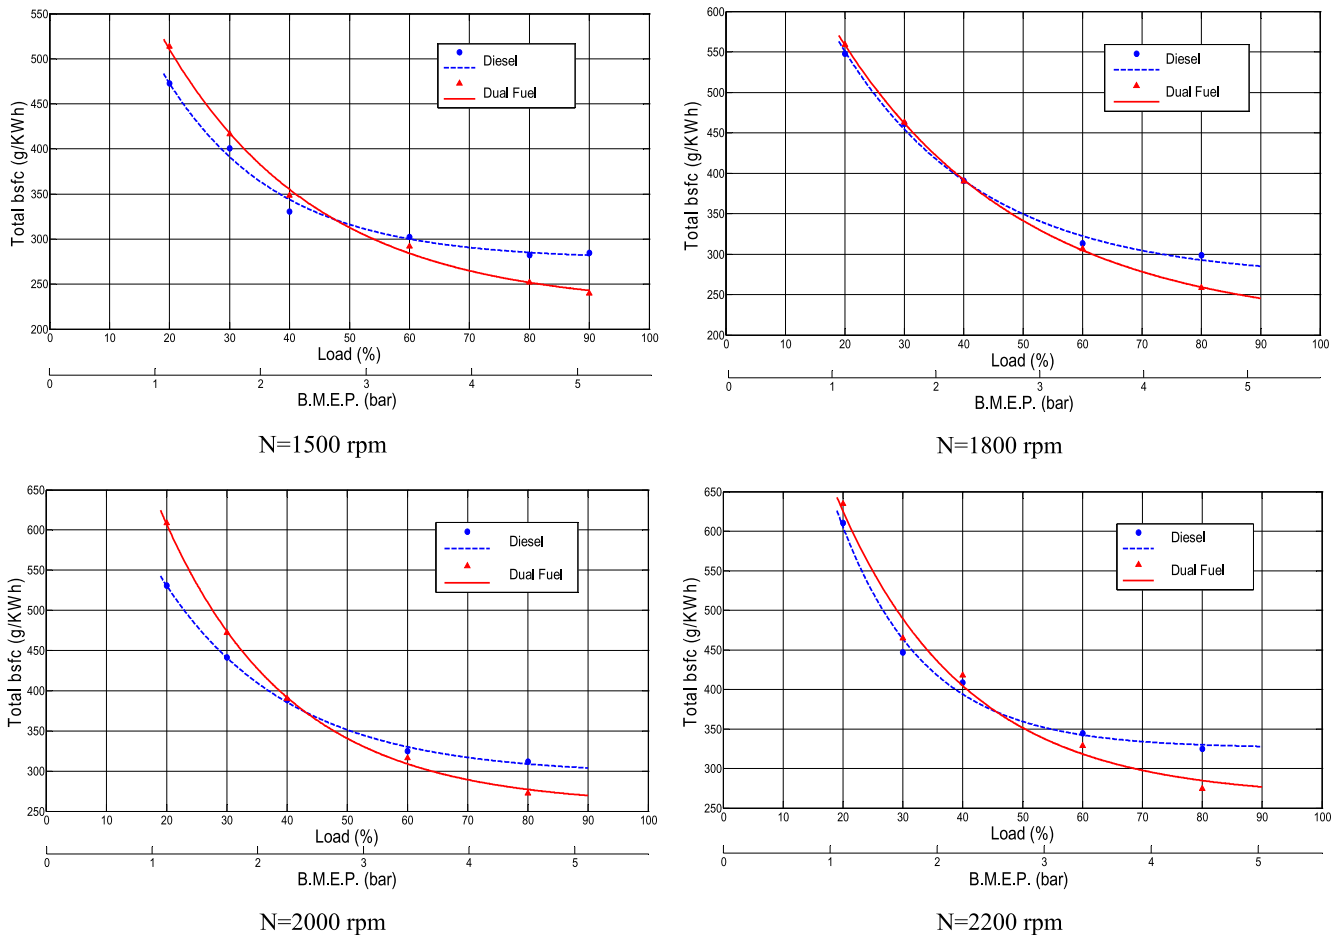 550
500
450
400
350
300
250
200
Total bsfc (g/KWh)
Diesel
Dual Fuel
0 10 20 30 40 50 60 70 80 90 100
Load (%)
0 1 2 3 4 5
B.M.E.P. (bar)
N=1500 rpm
600
550
500
450
400
350
300
250
200
Total bsfc (g/KWh)
Diesel
Dual Fuel
0 10 20 30 40 50 60 70 80 90 100
Load (%)
0 1 2 3 4 5
B.M.E.P. (bar)
N=1800 rpm
650
600
550
500
450
400
350
300
250
Total bsfc (g/KWh)
Diesel
Dual Fuel
0 10 20 30 40 50 60 70 80 90 100
Load (%)
0 1 2 3 4 5
B.M.E.P. (bar)
N=2000 rpm
650
600
550
500
450
400
350
300
250
Total bsfc (g/KWh)
Diesel
Dual Fuel
0 10 20 30 40 50 60 70 80 90 100
Load (%)
0 1 2 3 4 5
B.M.E.P. (bar)
N=2200 rpm